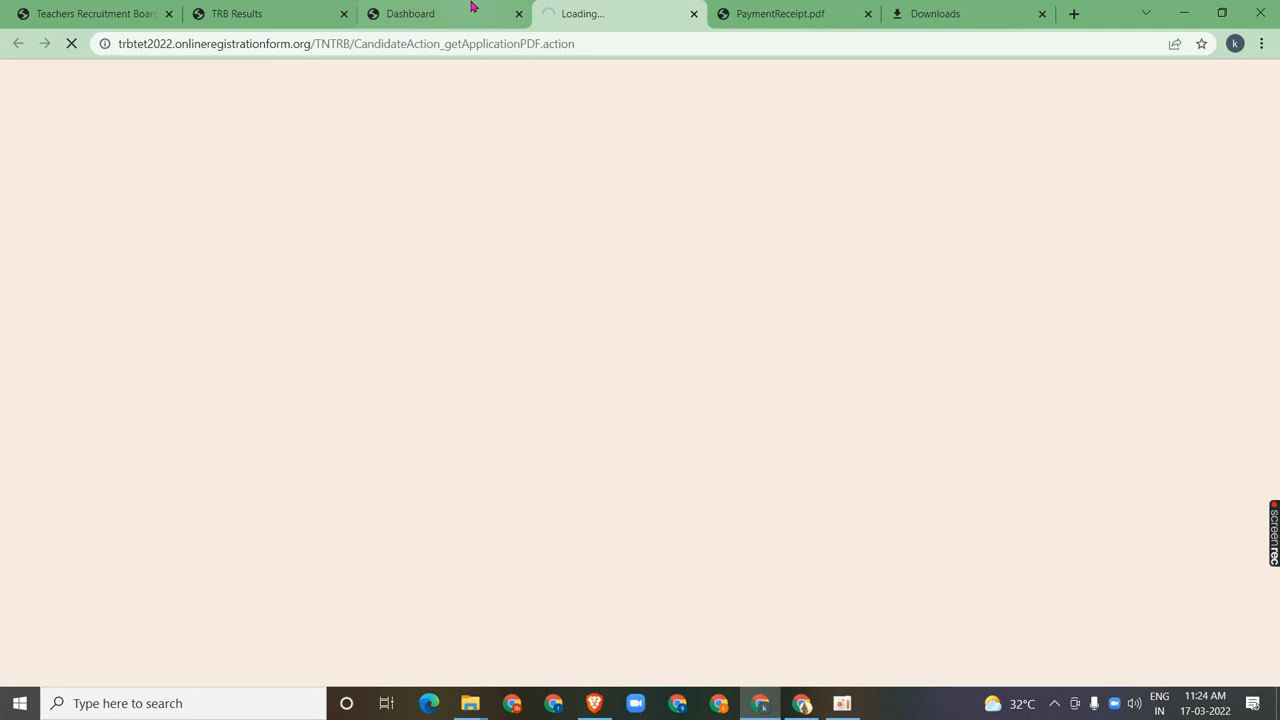 Teachers Recruitment Boar
TRB Results
Dashboard
Loading...
PaymentReceipt.pdf
Downloads
trbtet2022.onlineregistrationform.org/TNTRB/CandidateAction_getApplicationPDF.action
k
screenrec
Type here to search
32°C
ENG
IN
11:24 AM
17-03-2022